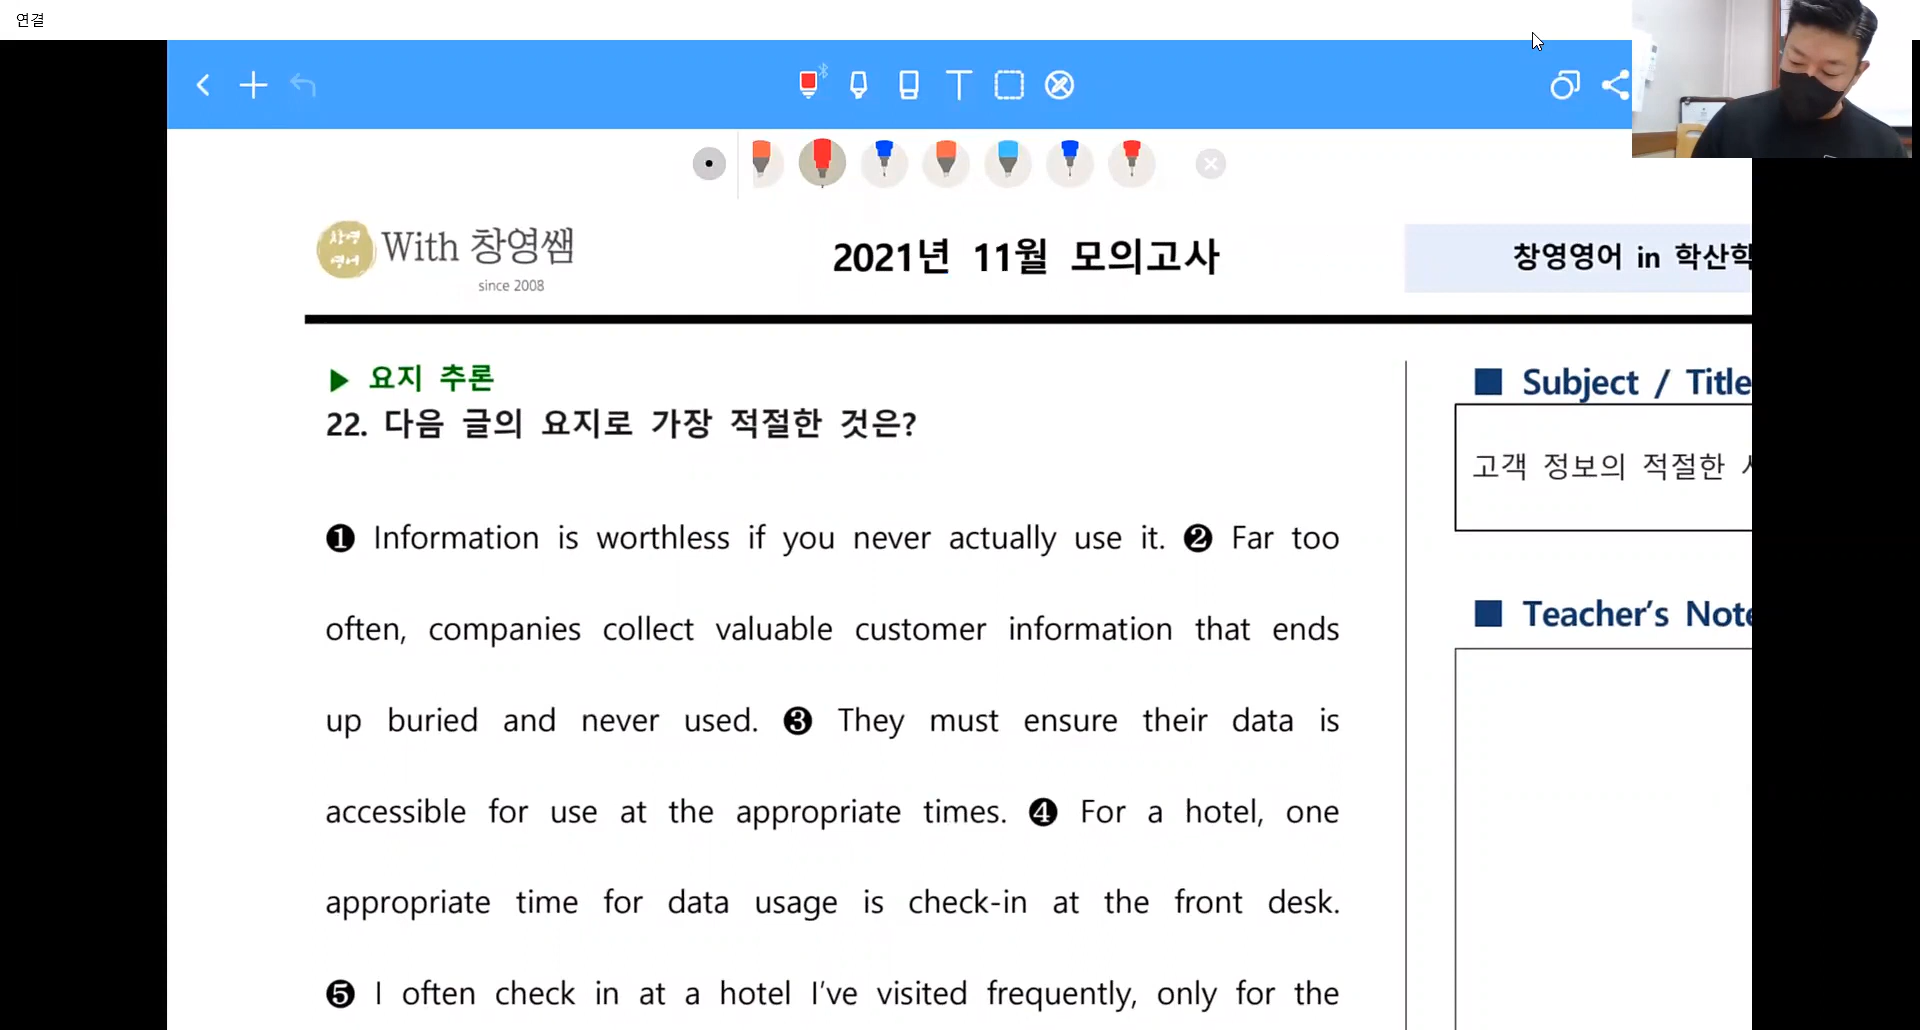 연결
창영
영어
With 창영쌤
since 2008
2021년 11월 모의고사
창영영어 in 학산학
▶ 요지 추론
22. 다음 글의 요지로 가장 적절한 것은?
❶ Information is worthless if you never actually use it. ❷ Far too
often, companies collect valuable customer information that ends
up buried and never used. ❸ They must ensure their data is
accessible for use at the appropriate times. ❹ For a hotel, one
appropriate time for data usage is check-in at the front desk.
❺ I often check in at a hotel I've visited frequently, only for the
■ Subject / Title
고객 정보의 적절한
■ Teacher's Note